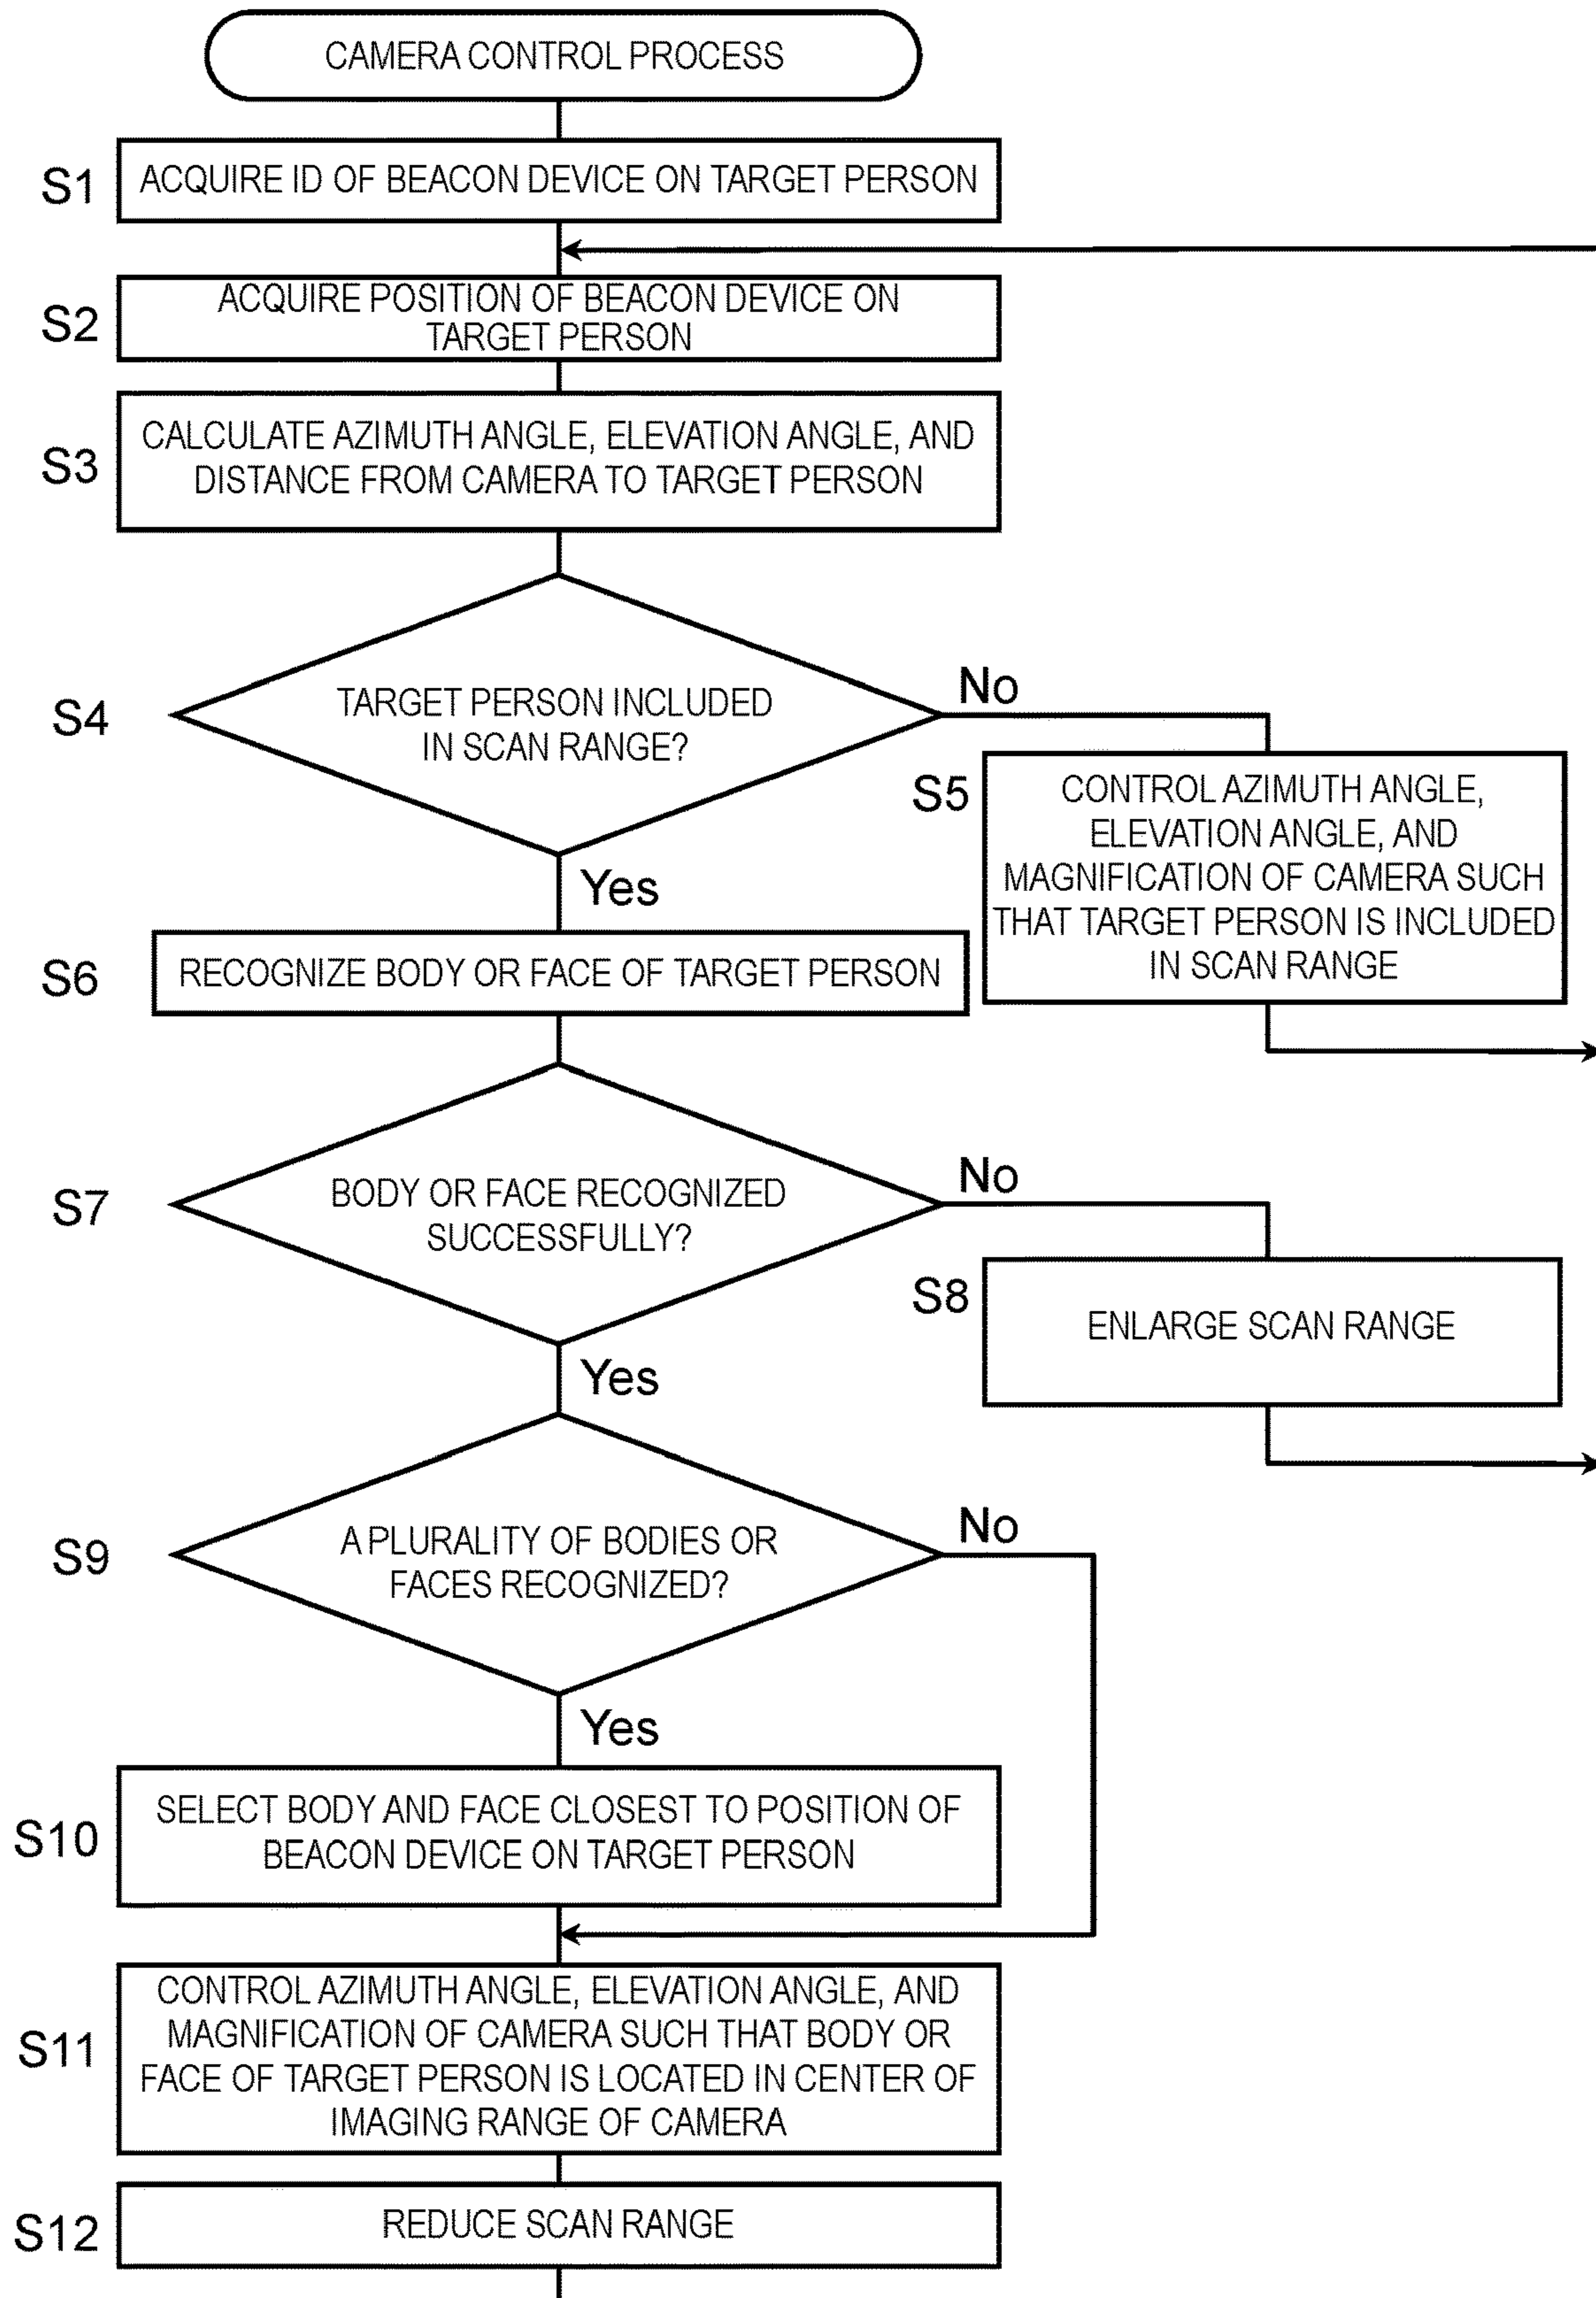 CAMERA CONTROL PROCESS
S1
ACQUIRE ID OF BEACON DEVICE ON TARGET PERSON
S2
ACQUIRE POSITION OF BEACON DEVICE ON
TARGET PERSON
S3
CALCULATE AZIMUTH ANGLE, ELEVATION ANGLE, AND
DISTANCE FROM CAMERA TO TARGET PERSON
S4
TARGET PERSON INCLUDED
IN SCAN RANGE?
No
S5
CONTROL AZIMUTH ANGLE,
ELEVATION ANGLE, AND
MAGNIFICATION OF CAMERA SUCH
THAT TARGET PERSON IS INCLUDED
IN SCAN RANGE
Yes
S6
RECOGNIZE BODY OR FACE OF TARGET PERSON
S7
BODY OR FACE RECOGNIZED
SUCCESSFULLY?
No
S8
ENLARGE SCAN RANGE
Yes
S9
A PLURALITY OF BODIES OR
FACES RECOGNIZED?
No
Yes
S10
SELECT BODY AND FACE CLOSEST TO POSITION OF
BEACON DEVICE ON TARGET PERSON
S11
CONTROL AZIMUTH ANGLE, ELEVATION ANGLE, AND
MAGNIFICATION OF CAMERA SUCH THAT BODY OR
FACE OF TARGET PERSON IS LOCATED IN CENTER OF
IMAGING RANGE OF CAMERA
S12
REDUCE SCAN RANGE